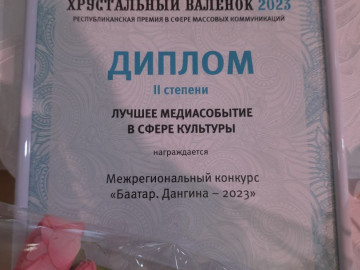 ХРУСТАЛЬНЫЙ ВАЛЕНОК 2023
РЕСПУБЛИКАНСКАЯ ПРЕМИЯ В СФЕРЕ МАССОВЫХ КОММУНИКАЦИЙ
ДИПЛОМ
II степени
ЛУЧШЕЕ МЕДИАСОБЫТИЕ
В СФЕРЕ КУЛЬТУРЫ
награждается
Межрегиональный конкурс
«Баатар. Дангина – 2023»